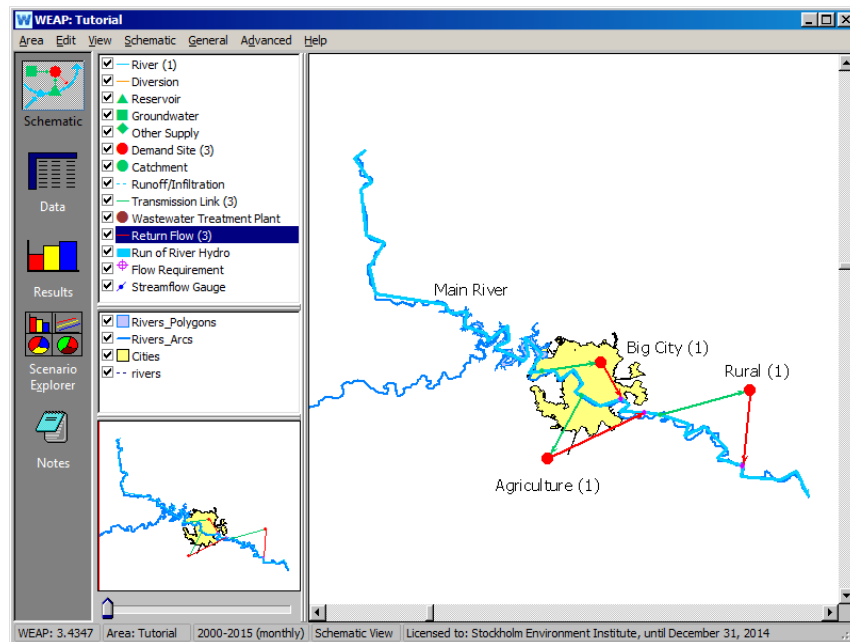 WEAP: Tutorial
Area Edit View Schematic General Advanced Help
Schematic
Data
Results
Scenario
Explorer
Notes
River (1)
Diversion
Reservoir
Groundwater
Other Supply
Demand Site (3)
Catchment
Runoff/Infiltration
Transmission Link (3)
Wastewater Treatment Plant
Return Flow (3)
Run of River Hydro
Flow Requirement
Streamflow Gauge
Rivers_Polygons
Rivers_Arcs
Cities
rivers
Main River
Big City (1)
Rural (1)
Agriculture (1)
WEAP: 3.4347 Area: Tutorial 2000-2015 (monthly) Schematic View Licensed to: Stockholm Environment Institute, until December 31, 2014